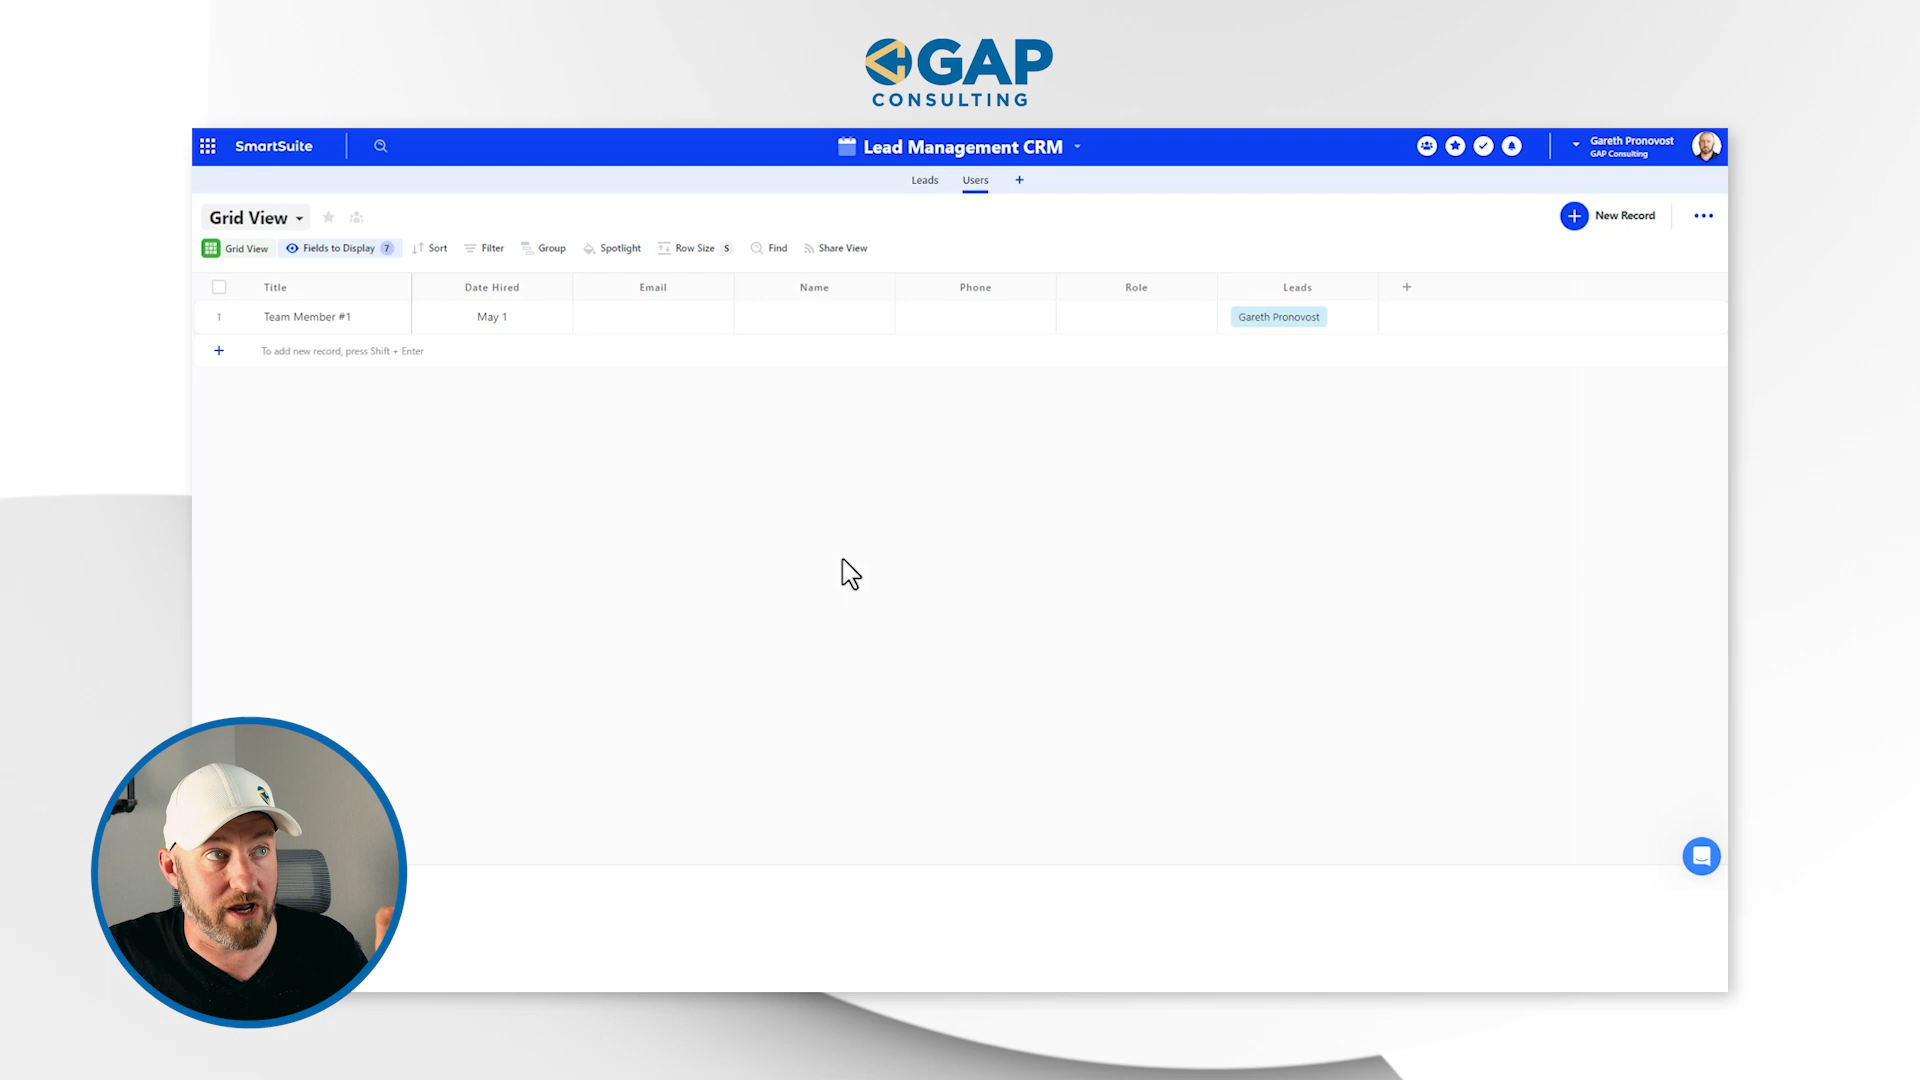 GAP
CONSULTING
SmartSuite
Lead Management CRM
Gareth Pronovost
GAP Consulting
Leads Users +
Grid View
New Record
Grid View Fields to Display 7 Sort Filter Group Spotlight Row Size S Find Share View
Title Date Hired Email Name Phone Role Leads +
1 Team Member #1 May 1 Gareth Pronovost
+ To add new record, press Shift + Enter